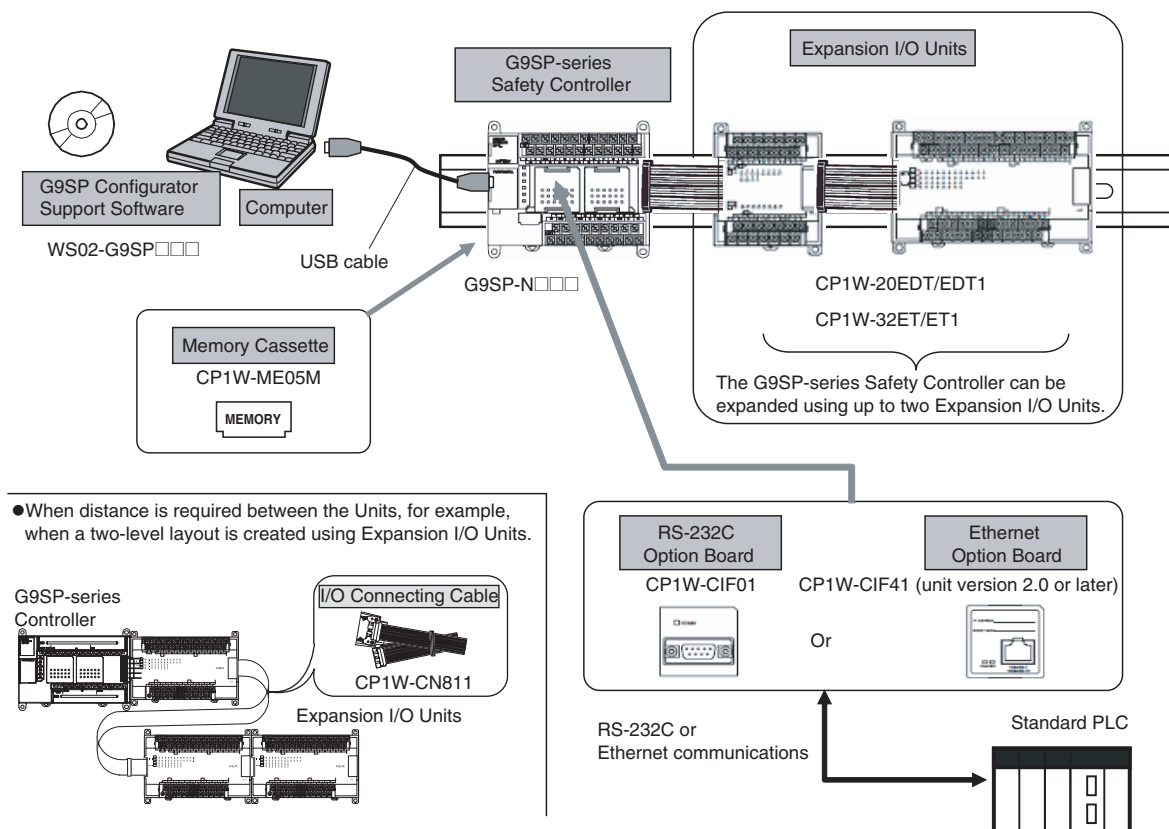 Expansion I/O Units
G9SP-series
Safety Controller
G9SP Configurator
Support Software
Computer
WS02-G9SP□□□
USB cable
G9SP-N□□□
CP1W-20EDT/EDT1
CP1W-32ET/ET1
The G9SP-series Safety Controller can be
expanded using up to two Expansion I/O Units.
Memory Cassette
CP1W-ME05M
MEMORY
●When distance is required between the Units, for example,
when a two-level layout is created using Expansion I/O Units.
G9SP-series
Controller
I/O Connecting Cable
CP1W-CN811
Expansion I/O Units
RS-232C
Option Board
CP1W-CIF01
COMM
Or
Ethernet
Option Board
CP1W-CIF41 (unit version 2.0 or later)
RS-232C or
Ethernet communications
Standard PLC